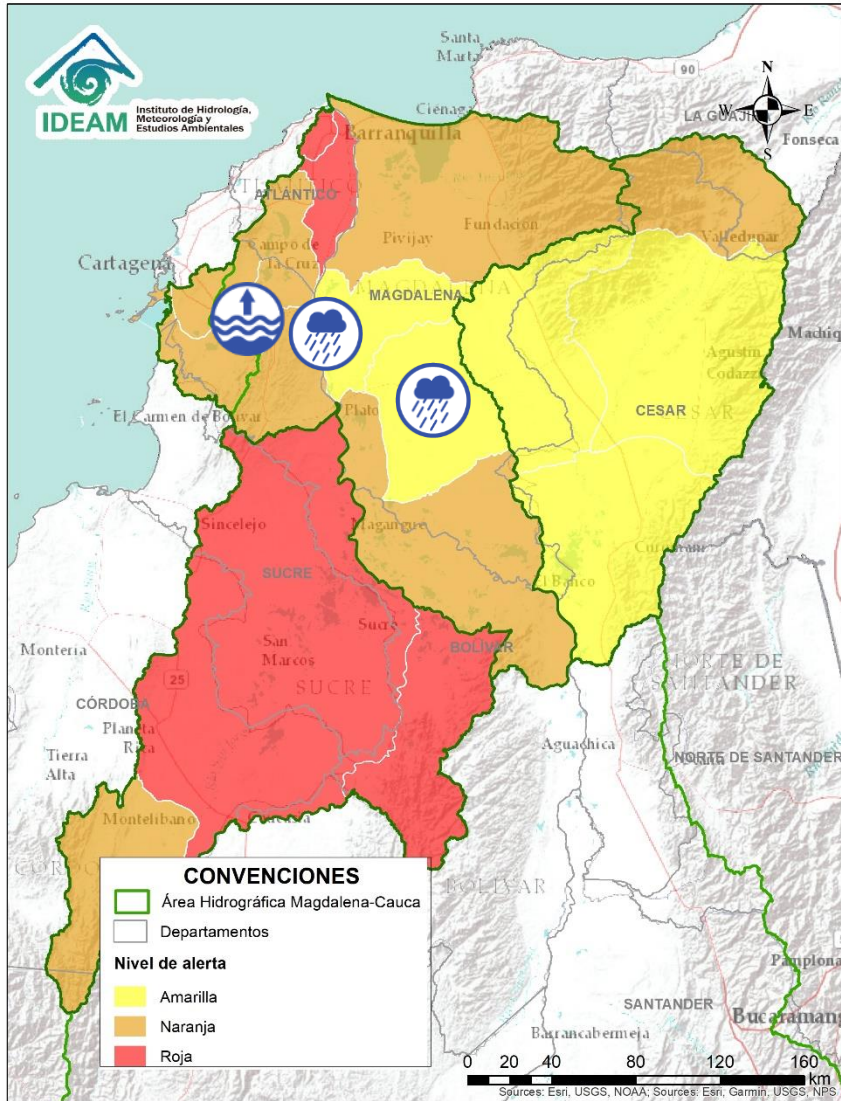 IDEAM
Instituto de Hidrología,
Meteorología y
Estudios Ambientales
Santa
Marta
90
N
W
E
S
Ciénaga
LA GUAJIRA
Fonseca
Barranquilla
ATLÁNTICO
Campo de
la Cruz
Pivijay
Fundación
Valledupar
Cartagena
MAGDALENA
Agustín
Codazzi
CESAR
El Carmen de Bolívar
Plato
Sincelejo
Magangue
SUCRE
El Banco
Sucre
San
Marcos
BOLÍVAR
SUCRE
Montería
25
CÓRDOBA
NORTE DE
SANTANDER
Planeta
Rica
Tierra
Alta
Aguachica
NORTE DE SANTANDER
Montelíbano
BOLÍVAR
CONVENCIONES
Área Hidrográfica Magdalena-Cauca
Departamentos
Nivel de alerta
Amarilla
Naranja
Roja
Pamplona
SANTANDER
Bucaramang
Barrancabermeja
0 20 40 80 120 160
km
Sources: Esri, USGS, NOAA; Sources: Esri, Garmin, USGS, NPS